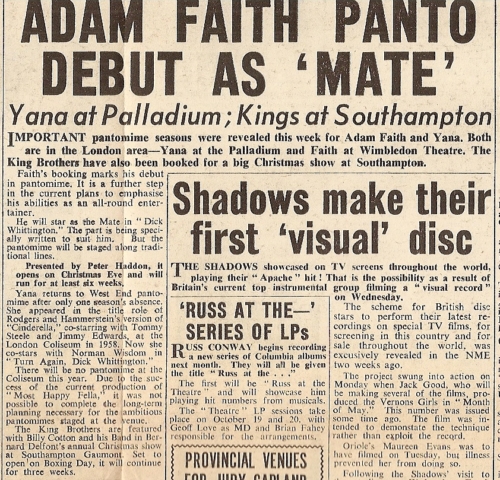 ADAM FAITH PANTO
DEBUT AS ‘MATE’
Yana at Palladium; Kings at Southampton
IMPORTANT pantomime seasons were revealed this week for Adam Faith and Yana. Both
are in the London area—Yana at the Palladium and Faith at Wimbledon Theatre. The
King Brothers have also been booked for a big Christmas show at Southampton.
Faith's booking marks his debut
in pantomime. It is a further step
in the current plans to emphasise
his abilities as an all-round enter-
tainer.
He will star as the Mate in “ Dick
Whittington.” The part is being speci-
ally written to suit him. But the
pantomime will be staged along tradi-
tional lines.
Presented by Peter Haddon, it
opens on Christmas Eve and will
run for at least six weeks.
Yana returns to West End panto-
mime after only one season's absence.
She appeared in the title role of
Rodgers and Hammerstein's version of
“Cinderella,” co-starring with Tommy
Steele and Jimmy Edwards, at the
London Coliseum in 1958. Now she
co-stars with Norman Wisdom in
“Turn Again, Dick Whittington.”
There will be no pantomime at the
Coliseum this year. Due to the suc-
cess of the current production of
“Most Happy Fella,” it was not
possible to complete the long-term
planning necessary for the ambitious
pantomimes staged at the venue.
The King Brothers are featured
with Billy Cotton and his Band in Ber-
nard Delfont's annual Christmas show
at Southampton Gaumont. Set to
open on Boxing Day, it will continue
for three weeks.
Shadows make their
first ‘visual’ disc
THE SHADOWS showcased on TV screens throughout the world,
playing their “Apache” hit! That is the possibility as a result of
Britain's current top instrumental
group filming a “visual record”
on Wednesday.
The scheme for British disc
stars to perform their latest re-
cordings on special TV films, for
screening in this country and for
sale throughout the world, was
exclusively revealed in the NME
two weeks ago.
The project swung into action on
Monday when Jack Good, who will
be making several of the films, pro-
duced the Vernons Girls in “Month
of May.” This number was issued
some time ago. The film was in-
tended to demonstrate the technique
rather than exploit the record.
Oriole's Maureen Evans was to
have filmed on Tuesday, but illness
prevented her from doing so.
Following the Shadows' visit to
‘RUSS AT THE—’
SERIES OF LPs
RUSS CONWAY begins recording
a new series of Columbia albums
next month. They will all be given
the title “Russ at the . . .”
The first will be “Russ at the
Theatre” and will showcase him
playing hit numbers from musicals.
The “Theatre” LP sessions take
place on October 19 and 20, with
Geoff Love as MD and Brian Fahey
responsible for the arrangements.
PROVINCIAL VENUES
FOR JUDY GARLAND